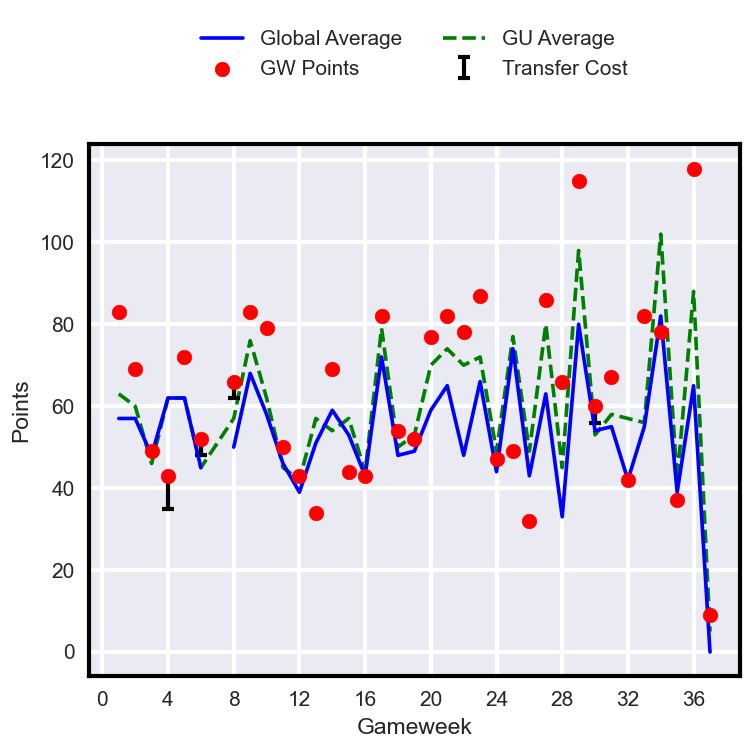 Global Average
GU Average
GW Points
Transfer Cost
120
100
80
60
40
20
0
Points
0 4 8 12 16 20 24 28 32 36
Gameweek